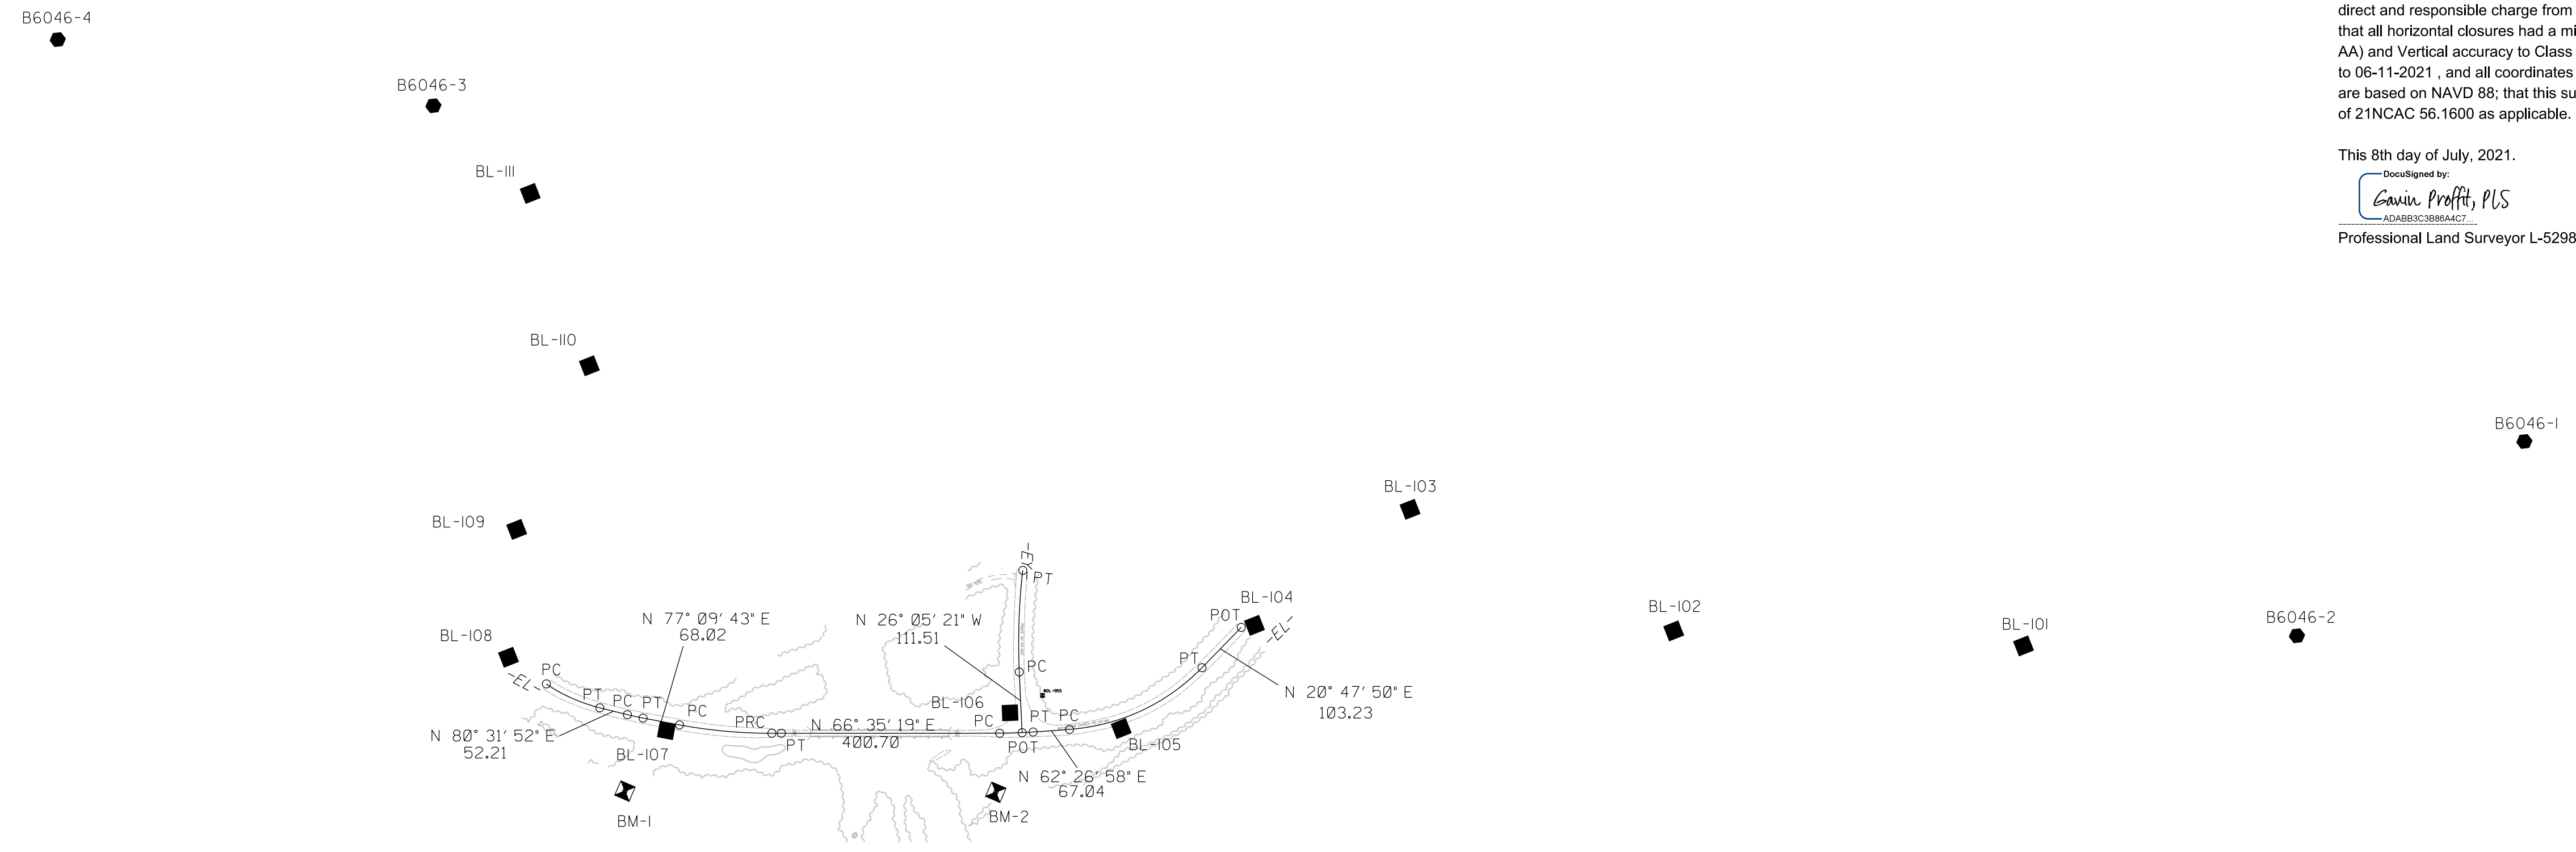 B6046-4
B6046-3
BL-111
BL-110
BL-109
BL-108
-EL-
PC
PT
PC
PT
PC
PRC
PT
N 80° 31' 52" E
52.21
N 77° 09' 43" E
68.02
BL-107
BM-1
N 66° 35' 19" E
400.70
N 26° 05' 21" W
111.51
-EY-
PT
PC
BL-106
PC
PT
PC
POT
BM-2
N 62° 26' 58" E
67.04
BL-105
PT
POT
BL-104
-EL-
N 20° 47' 50" E
103.23
BL-103
BL-102
BL-101
B6046-2
B6046-1
direct and responsible charge from
that all horizontal closures had a mi
AA) and Vertical accuracy to Class
to 06-11-2021 , and all coordinates
are based on NAVD 88; that this su
of 21NCAC 56.1600 as applicable.
This 8th day of July, 2021.
DocuSigned by:
Gavin Proffit, PLS
ADABB3C3B86A4C7...
Professional Land Surveyor L-5298